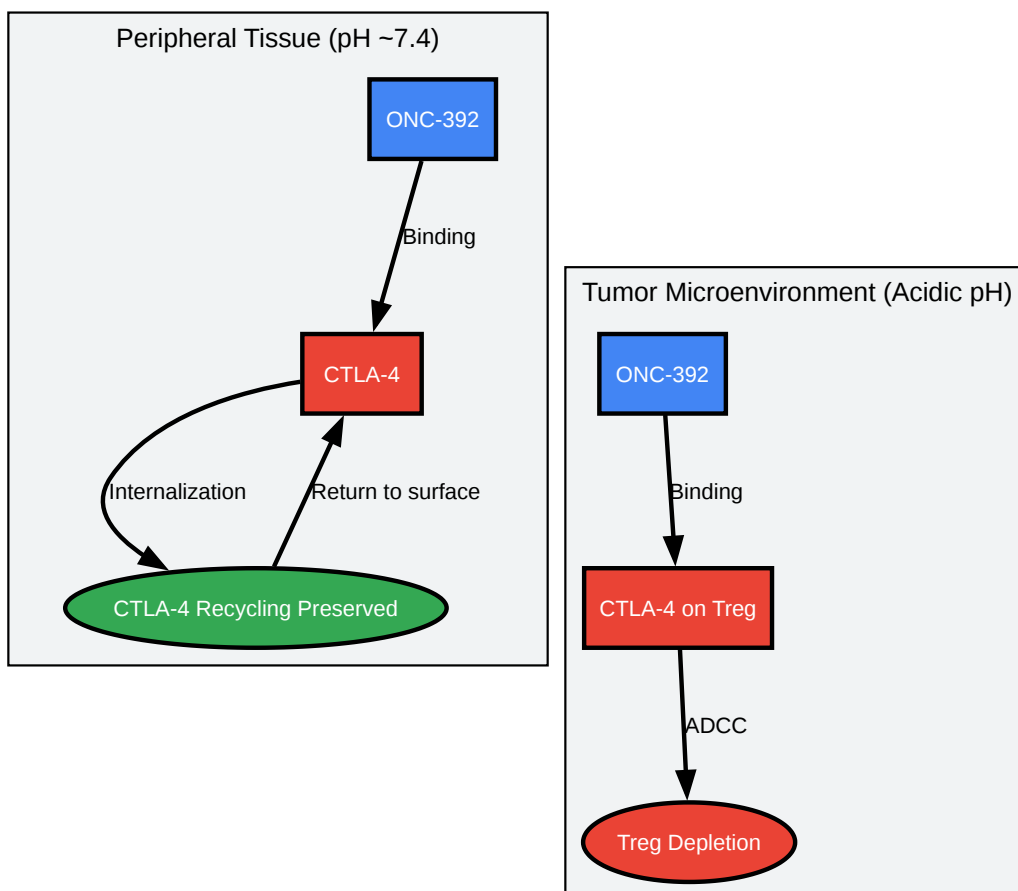 Peripheral Tissue (pH ~7.4)
ONC-392
Binding
CTLA-4
Internalization
Return to surface
CTLA-4 Recycling Preserved
Tumor Microenvironment (Acidic pH)
ONC-392
Binding
CTLA-4 on Treg
ADCC
Treg Depletion